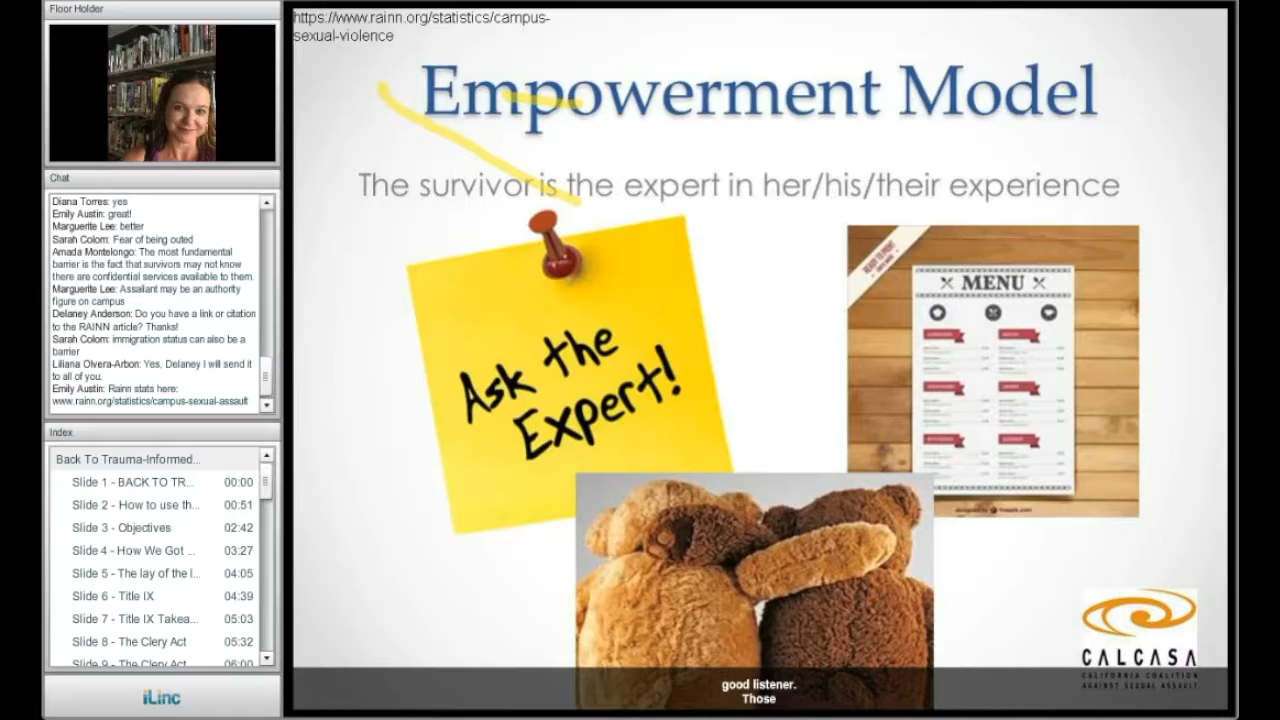 Floor Holder
Chat
Diana Torres: yes
Emily Austin: great!
Marguerite Lee: better
Sarah Colom: Fear of being outed
Amada Montelongo: The most fundamental
barrier is the fact that survivors may not know
there are confidential services available to them.
Marguerite Lee: Assailant may be an authority
figure on campus
Delaney Anderson: Do you have a link or citation
to the RAINN article? Thanks!
Sarah Colom: immigration status can also be a
barrier
Liliana Olvera-Arbon: Yes, Delaney I will send it
to all of you.
Emily Austin: Rainn stats here:
www.rainn.org/statistics/campus-sexual-assault
Index
Back To Trauma-Informed...
Slide 1 - BACK TO TR... 00:00
Slide 2 - How to use th... 00:51
Slide 3 - Objectives 02:42
Slide 4 - How We Got ... 03:27
Slide 5 - The lay of the l... 04:05
Slide 6 - Title IX 04:39
Slide 7 - Title IX Takea... 05:03
Slide 8 - The Clery Act 05:32
Slide 9 - The Clery Act 06:00
iLinc
https://www.rainn.org/statistics/campus-
sexual-violence
Empowerment Model
The survivor is the expert in her/his/their experience
Ask the
Expert!
MENU
CALCASA
CALIFORNIA COALITION
AGAINST SEXUAL ASSAULT
good listener.
Those